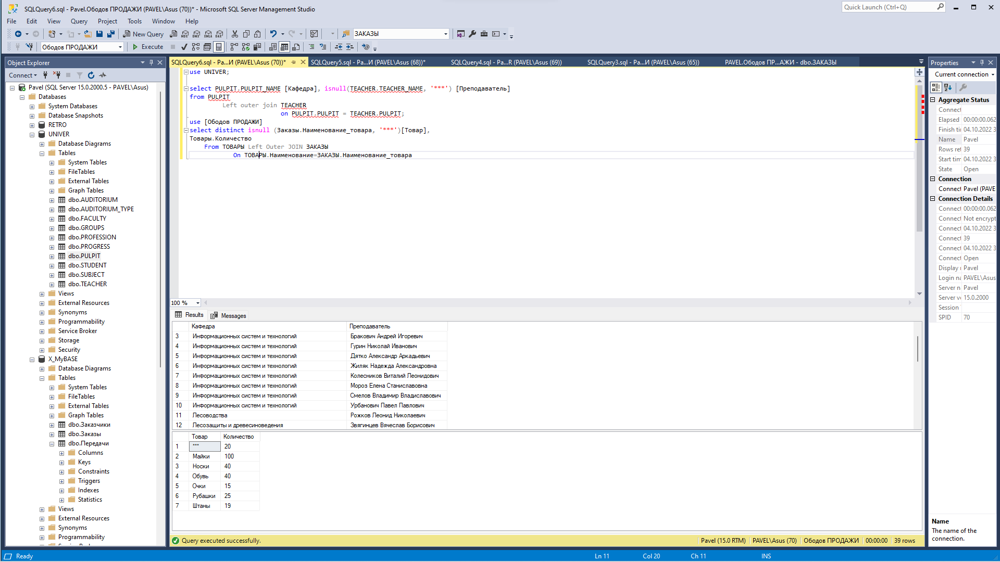 SQLQuery6.sql - Pavel.Ободов ПРОДАЖИ (PAVEL\Asus (70))* - Microsoft SQL Server Management Studio
Quick Launch (Ctrl+Q)
File Edit View Query Project Tools Window Help
New Query MDX DMX XMLA DAX ЗАКАЗЫ
Ободов ПРОДАЖИ Execute
Object Explorer
Connect
Pavel (SQL Server 15.0.2000.5 - PAVEL\Asus)
Databases
System Databases
Database Snapshots
RETRO
UNIVER
Database Diagrams
Tables
System Tables
FileTables
External Tables
Graph Tables
dbo.AUDITORIUM
dbo.AUDITORIUM_TYPE
dbo.FACULTY
dbo.GROUPS
dbo.PROFESSION
dbo.PROGRESS
dbo.PULPIT
dbo.STUDENT
dbo.SUBJECT
dbo.TEACHER
Views
External Resources
Synonyms
Programmability
Service Broker
Storage
Security
X_MyBASE
Database Diagrams
Tables
System Tables
FileTables
External Tables
Graph Tables
dbo.Заказчики
dbo.Заказы
dbo.Передачи
Columns
Keys
Constraints
Triggers
Indexes
Statistics
Views
External Resources
Synonyms
Programmability
SQLQuery6.sql - Pa...И (PAVEL\Asus (70))* SQLQuery5.sql - Pa...И (PAVEL\Asus (68))* SQLQuery4.sql - Pa...R (PAVEL\Asus (69)) SQLQuery3.sql - Pa...И (PAVEL\Asus (65)) PAVEL.Ободов ПР...АЖИ - dbo.ЗАКАЗЫ
use UNIVER;
select PULPIT.PULPIT_NAME [Кафедра], isnull(TEACHER.TEACHER_NAME, '***') [Преподаватель]
from PULPIT
Left outer join TEACHER
on PULPIT.PULPIT = TEACHER.PULPIT;
use [Ободов ПРОДАЖИ]
select distinct isnull (Заказы.Наименование_товара, '***')[Товар],
Товары.Количество
From ТОВАРЫ Left Outer JOIN ЗАКАЗЫ
On ТОВАРЫ.Наименование=ЗАКАЗЫ.Наименование_товара
100 %
Results Messages
Кафедра Преподаватель
3 Информационных систем и технологий Бракович Андрей Игоревич
4 Информационных систем и технологий Гурин Николай Иванович
5 Информационных систем и технологий Дятко Александр Аркадьевич
6 Информационных систем и технологий Жиляк Надежда Александровна
7 Информационных систем и технологий Колесников Виталий Леонидович
8 Информационных систем и технологий Мороз Елена Станиславовна
9 Информационных систем и технологий Смелов Владимир Владиславович
10 Информационных систем и технологий Урбанович Павел Павлович
11 Лесоводства Рожков Леонид Николаевич
12 Лесозащиты и древесиноведения Звягинцев Вячеслав Борисович
Товар Количество
1 *** 20
2 Майки 100
3 Носки 40
4 Обувь 40
5 Очки 15
6 Рубашки 25
7 Штаны 19
Query executed successfully. Pavel (15.0 RTM) PAVEL\Asus (70) Ободов ПРОДАЖИ 00:00:00 39 rows
Properties
Current connection
Aggregate Status
Connect
Elapsed 00:00:00.062
Finish tir 04.10.2022 3
Name Pavel
Rows ret 39
Start tim 04.10.2022 3
State Open
Connection
Connect Pavel (PAVE
Connection Details
Connect 00:00:00.062
Connect Not encrypt
Connect 04.10.2022 3
Connect 39
Connect 04.10.2022 3
Connect Open
Display Pavel
Login na PAVEL\Asus
Server n Pavel
Server ve 15.0.2000
Session
SPID 70
Name
The name of the
connection.
Ready Ln 11 Col 20 Ch 11 INS